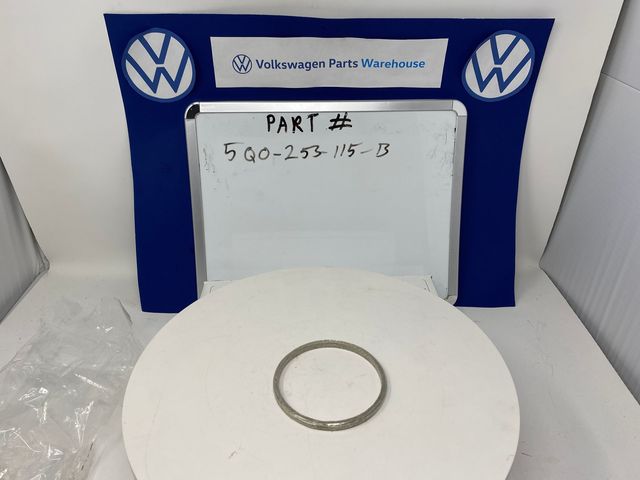 Volkswagen Parts Warehouse
PART #
5Q0-253-115-B